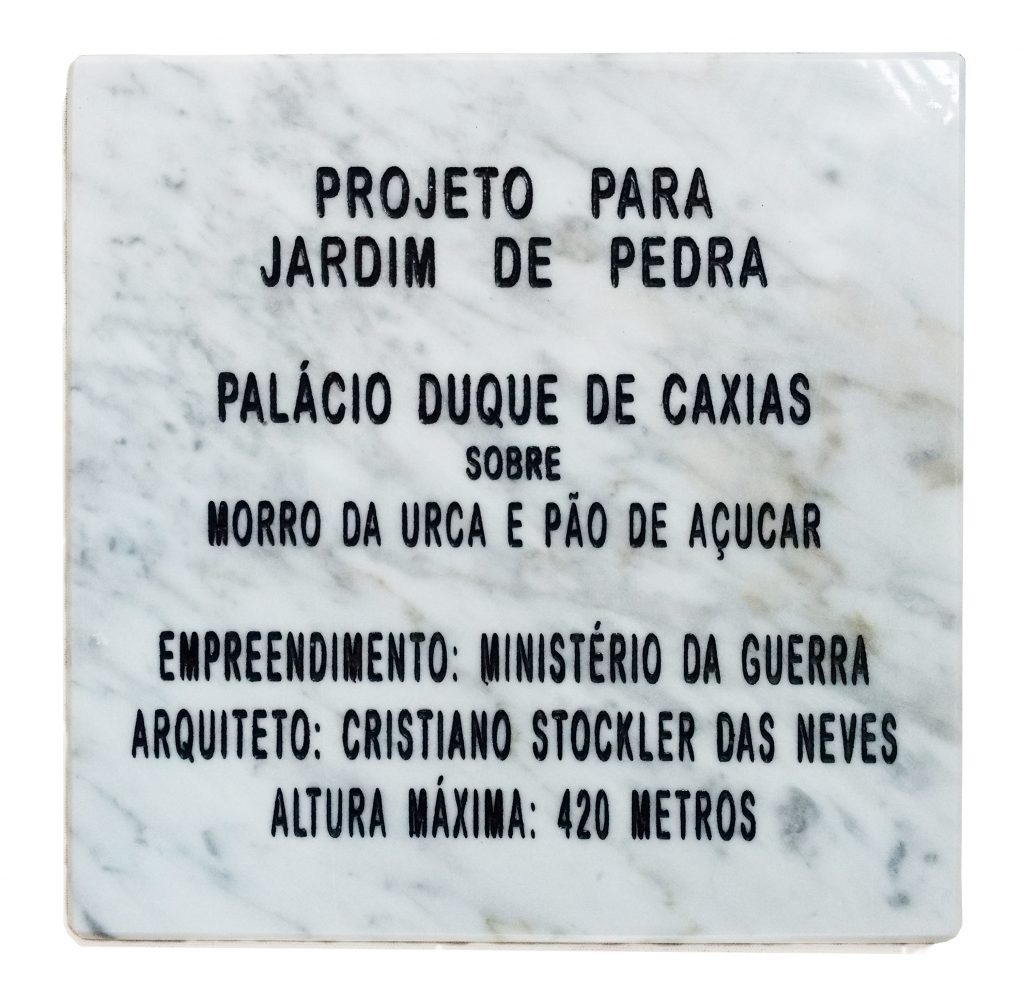 PROJETO PARA
JARDIM DE PEDRA
PALÁCIO DUQUE DE CAXIAS
SOBRE
MORRO DA URCA E PÃO DE AÇUCAR
EMPREENDIMENTO: MINISTÉRIO DA GUERRA
ARQUITETO: CRISTIANO STOCKLER DAS NEVES
ALTURA MÁXIMA: 420 METROS